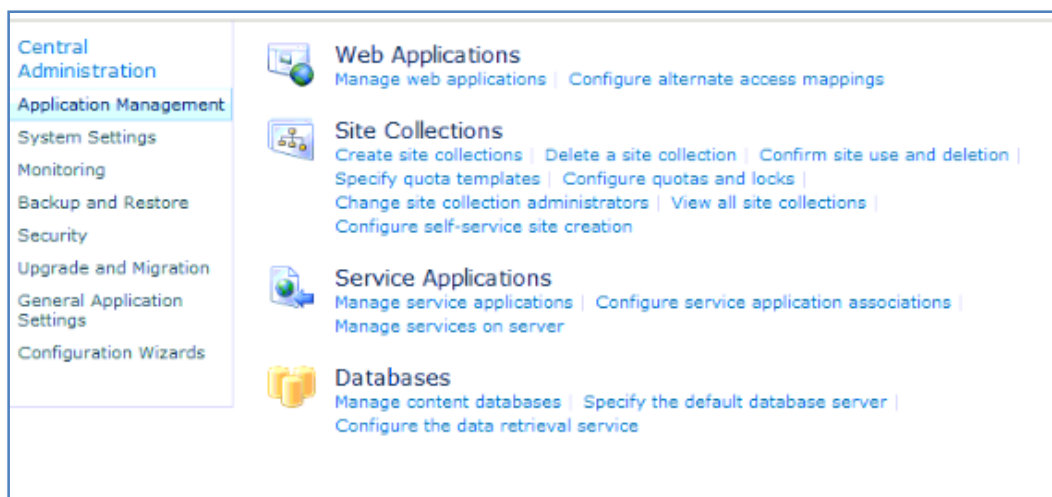 Central
Administration
Application Management
System Settings
Monitoring
Backup and Restore
Security
Upgrade and Migration
General Application
Settings
Configuration Wizards
Web Applications
Manage web applications | Configure alternate access mappings
Site Collections
Create site collections | Delete a site collection | Confirm site use and deletion |
Specify quota templates | Configure quotas and locks |
Change site collection administrators | View all site collections |
Configure self-service site creation
Service Applications
Manage service applications | Configure service application associations |
Manage services on server
Databases
Manage content databases | Specify the default database server |
Configure the data retrieval service